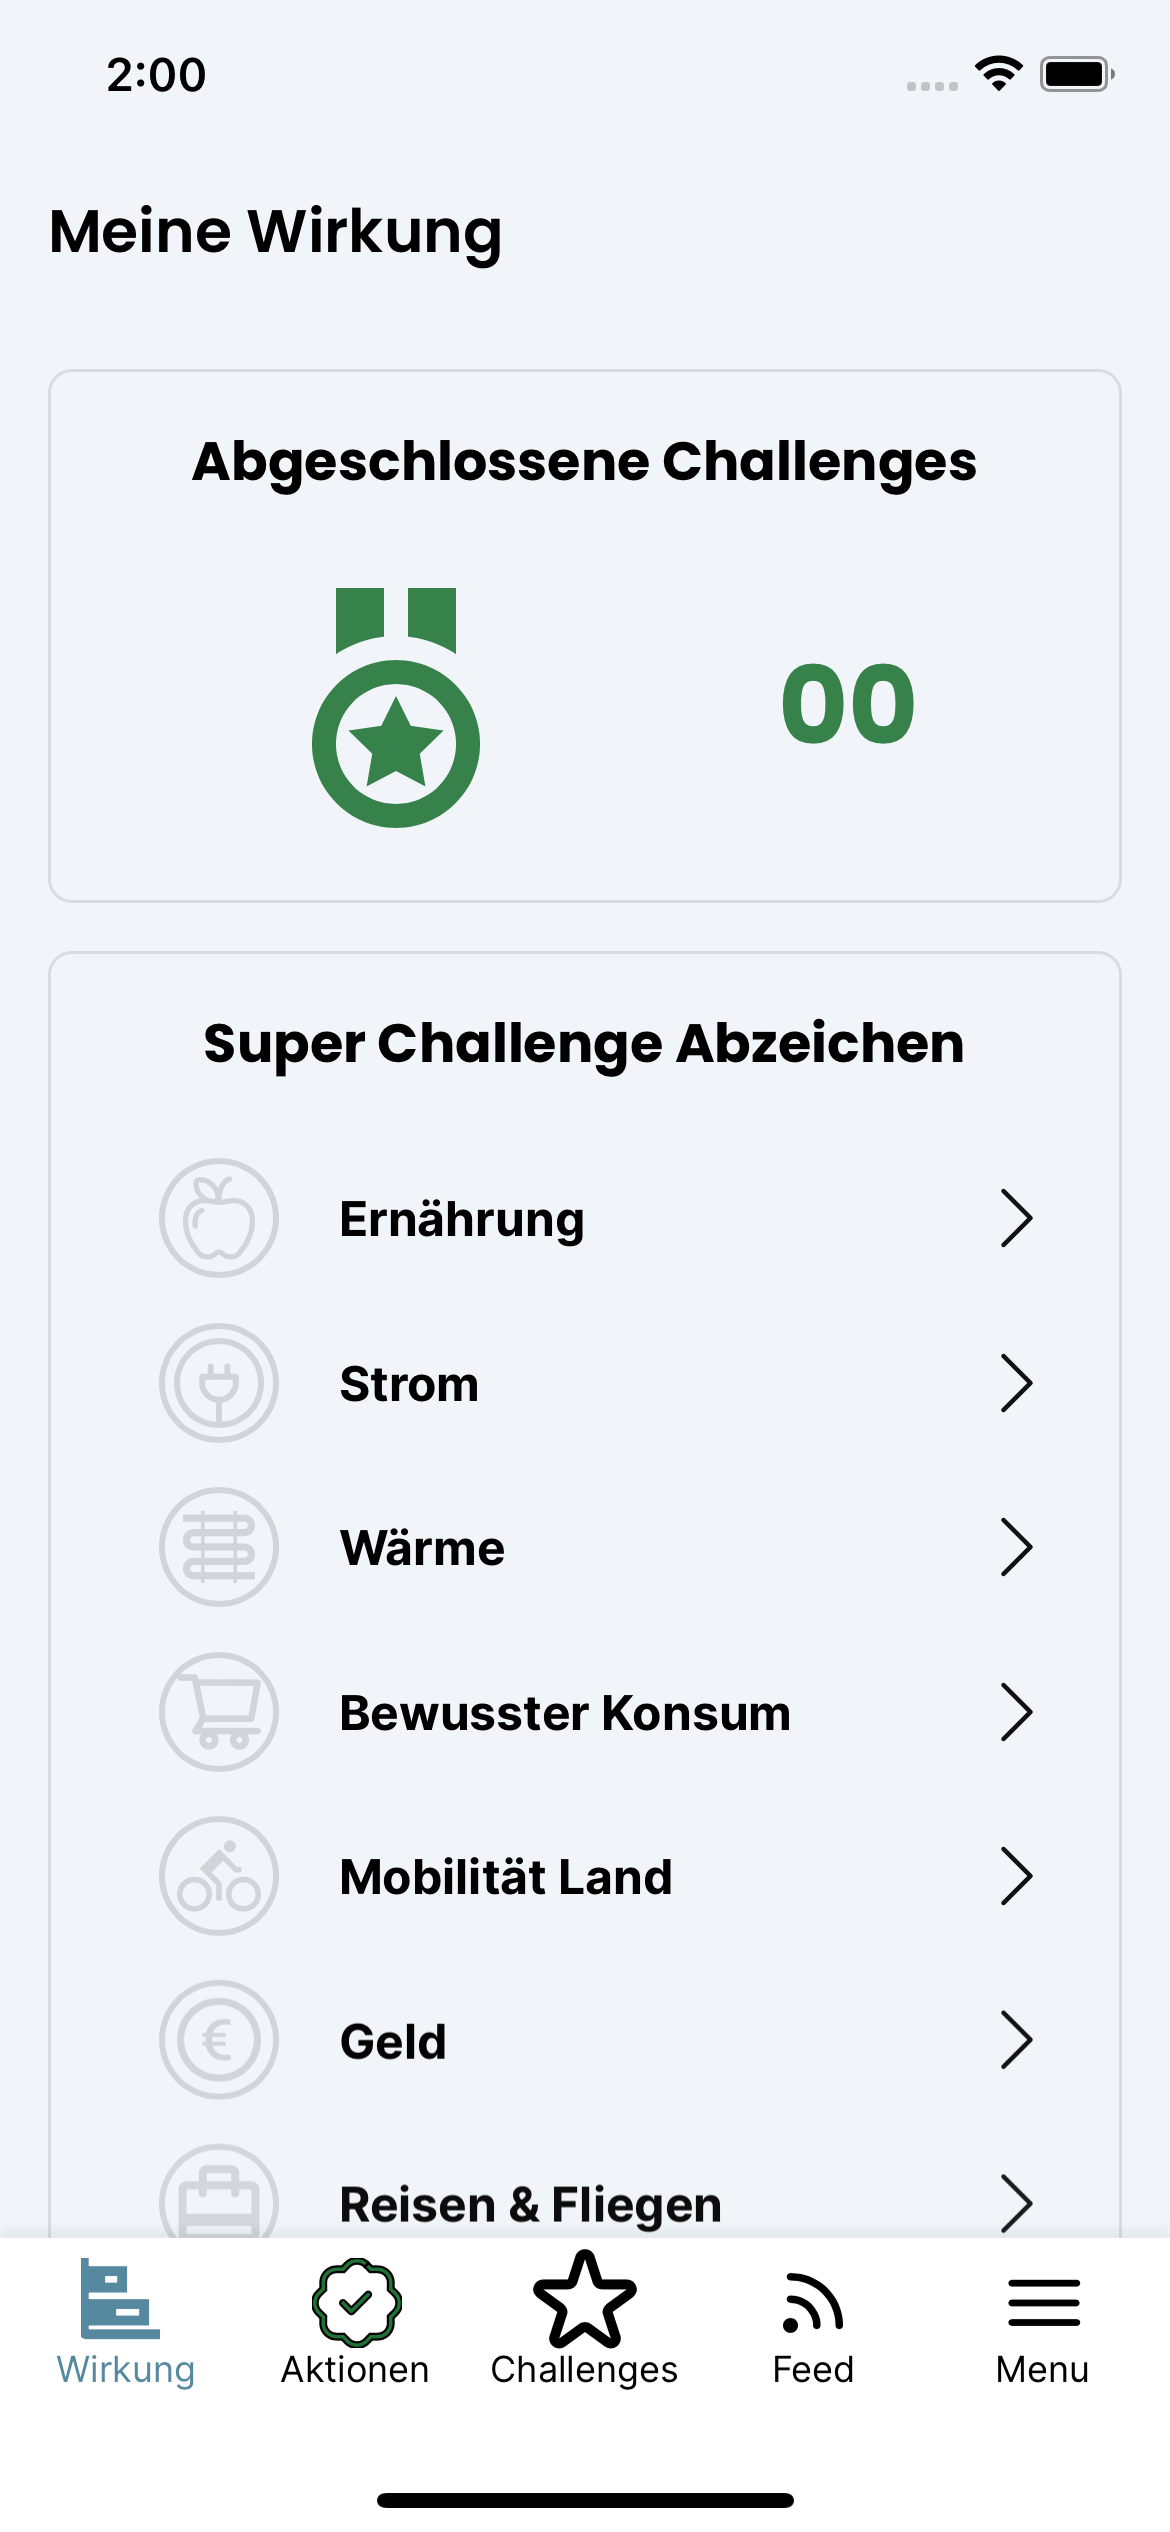 2:00
Meine Wirkung
Abgeschlossene Challenges
00
Super Challenge Abzeichen
Ernährung
Strom
Wärme
Bewusster Konsum
Mobilität Land
€
Geld
Reisen & Fliegen
Wirkung
Aktionen
Challenges
Feed
Menu